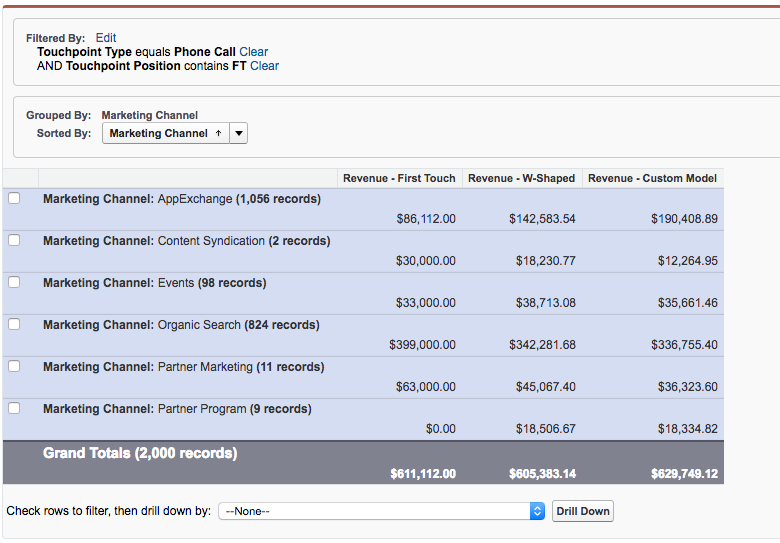 Filtered By: Edit
Touchpoint Type equals Phone Call Clear
AND Touchpoint Position contains FT Clear
Grouped By: Marketing Channel
Sorted By: Marketing Channel ↑
Revenue - First Touch Revenue - W-Shaped Revenue - Custom Model
Marketing Channel: AppExchange (1,056 records)
$86,112.00 $142,583.54 $190,408.89
Marketing Channel: Content Syndication (2 records)
$30,000.00 $18,230.77 $12,264.95
Marketing Channel: Events (98 records)
$33,000.00 $38,713.08 $35,661.46
Marketing Channel: Organic Search (824 records)
$399,000.00 $342,281.68 $336,755.40
Marketing Channel: Partner Marketing (11 records)
$63,000.00 $45,067.40 $36,323.60
Marketing Channel: Partner Program (9 records)
$0.00 $18,506.67 $18,334.82
Grand Totals (2,000 records)
$611,112.00 $605,383.14 $629,749.12
Check rows to filter, then drill down by: --None-- Drill Down